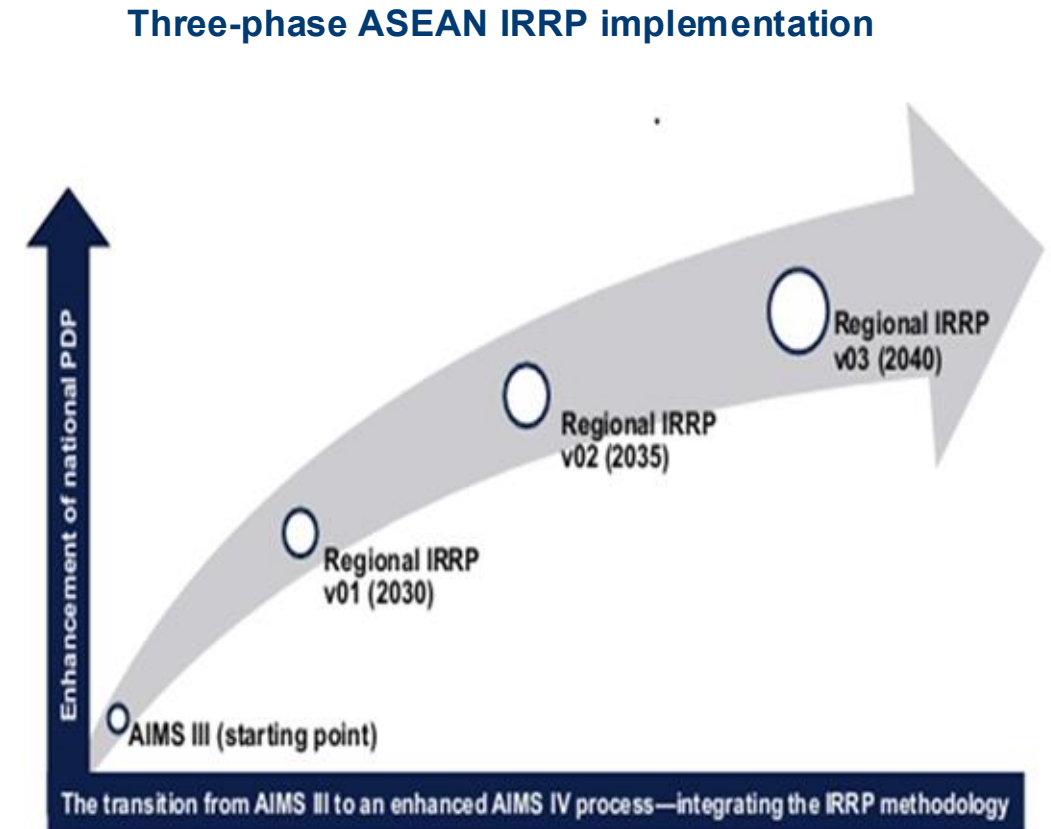 Three-phase ASEAN IRRP implementation
Enhancement of national PDP
Regional IRRP
v03 (2040)
Regional IRRP
v02 (2035)
Regional IRRP
v01 (2030)
AIMS III (starting point)
The transition from AIMS III to an enhanced AIMS IV process—integrating the IRRP methodology